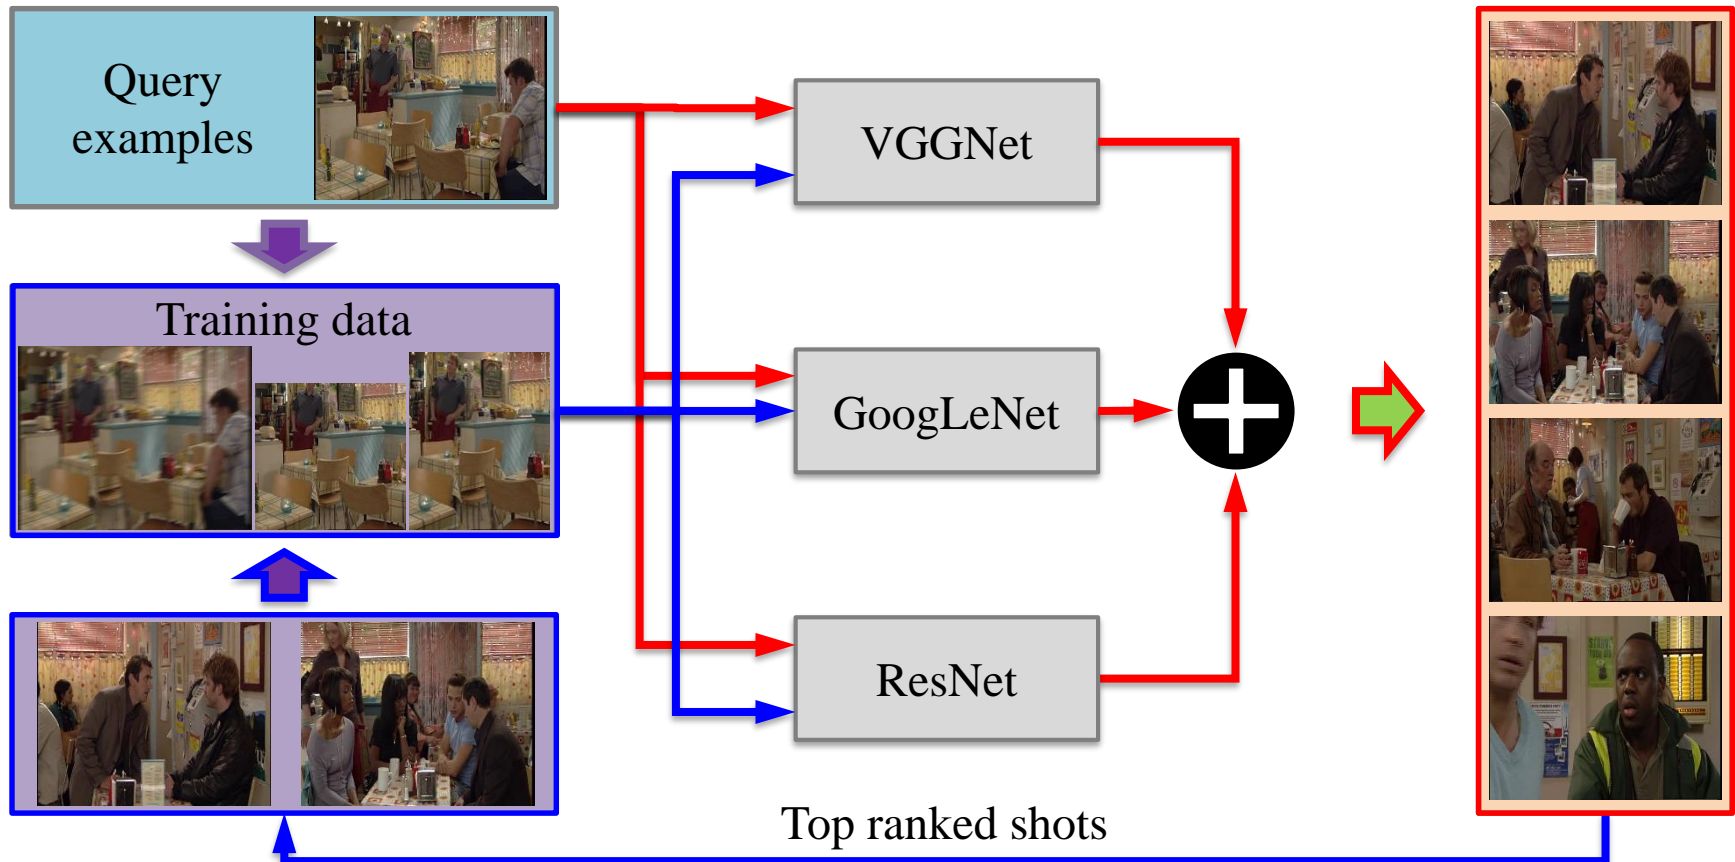 Query
examples
Training data
VGGNet
GoogLeNet
ResNet
Top ranked shots